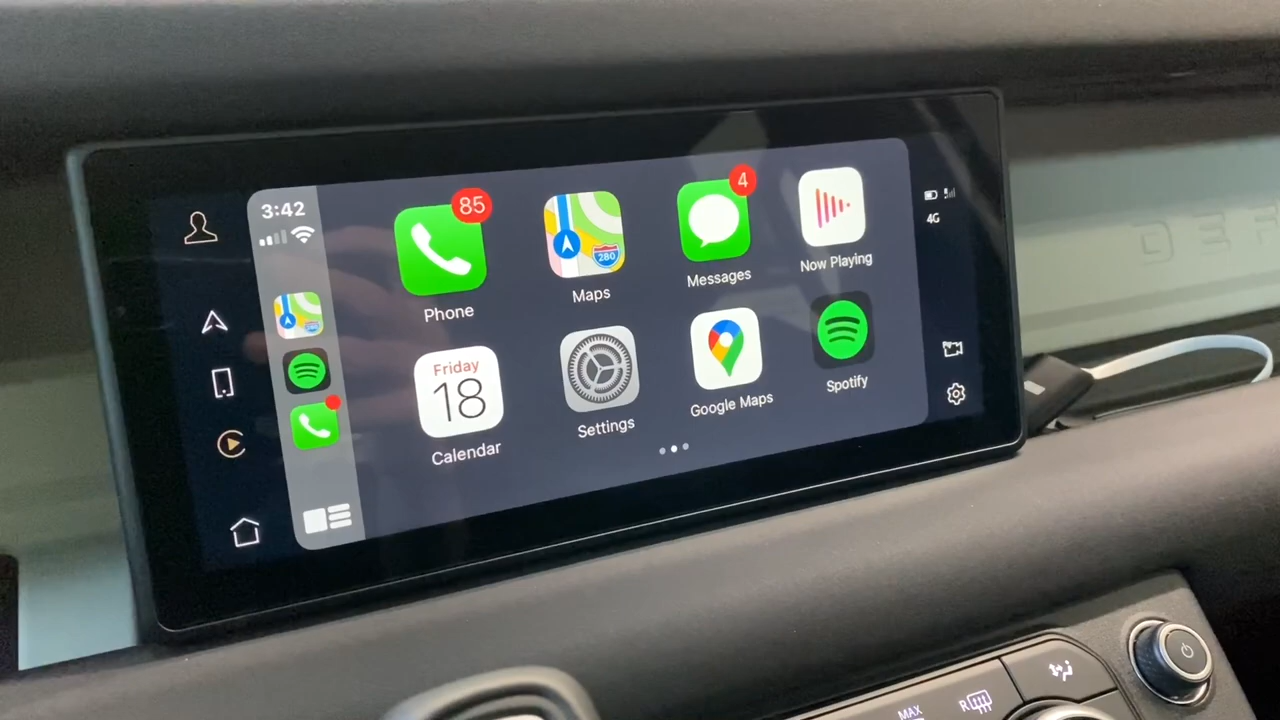 3:42
85
Phone
280
Maps
4
Messages
Now Playing
Friday
18
Calendar
Settings
Google Maps
Spotify
4G
DEF
MAX
R